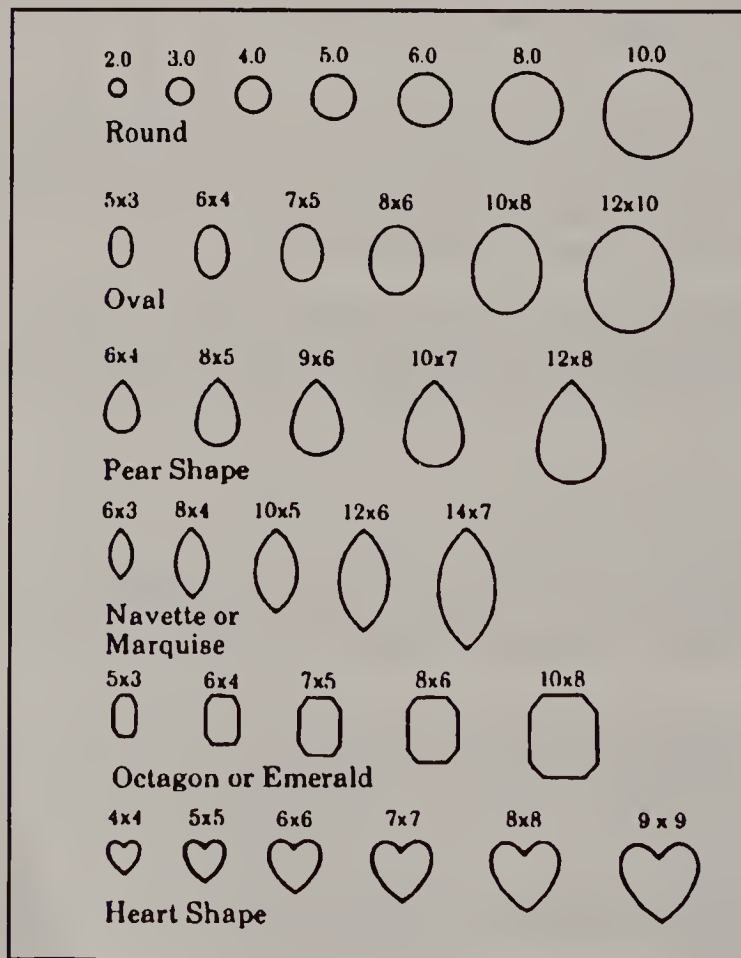 2.0 3.0 4.0 5.0 6.0 8.0 10.0
Round
5x3 6x4 7x5 8x6 10x8 12x10
Oval
6x4 8x5 9x6 10x7 12x8
Pear Shape
6x3 8x4 10x5 12x6 14x7
Navette or
Marquise
5x3 6x4 7x5 8x6 10x8
Octagon or Emerald
4x4 5x5 6x6 7x7 8x8 9 x 9
Heart Shape